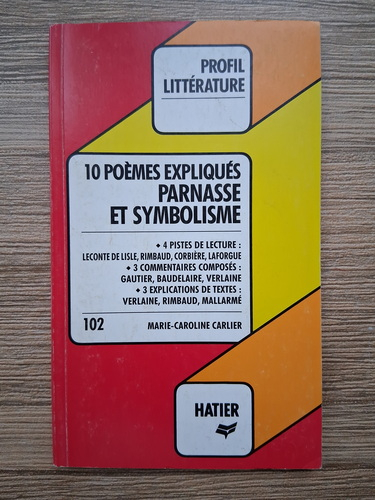 PROFIL
LITTÉRATURE
10 POÈMES EXPLIQUÉS
PARNASSE
ET SYMBOLISME
• 4 PISTES DE LECTURE :
LECONTE DE LISLE, RIMBAUD, CORBIÈRE, LAFORGUE
• 3 COMMENTAIRES COMPOSÉS :
GAUTIER, BAUDELAIRE, VERLAINE
• 3 EXPLICATIONS DE TEXTES :
VERLAINE, RIMBAUD, MALLARMÉ
102 MARIE-CAROLINE CARLIER
HATIER